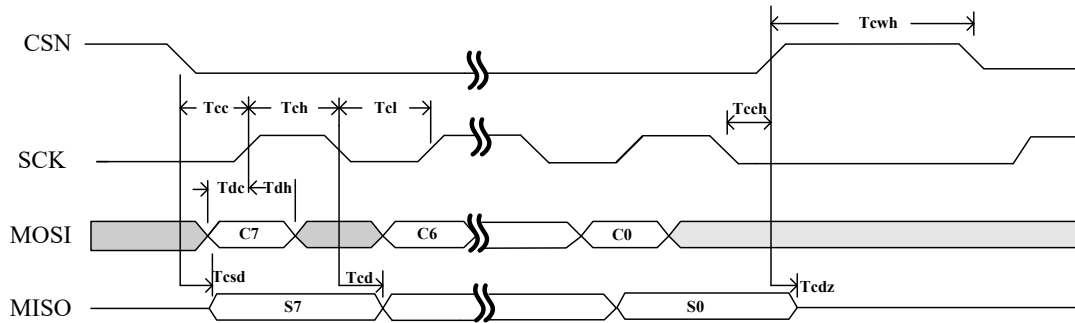 Tcwh
CSN
Tcc Tch Tcl Tcch
SCK
Tdc Tdh
MOSI C7 C6 C0
Tcsd Tcd Tcdz
MISO S7 S0